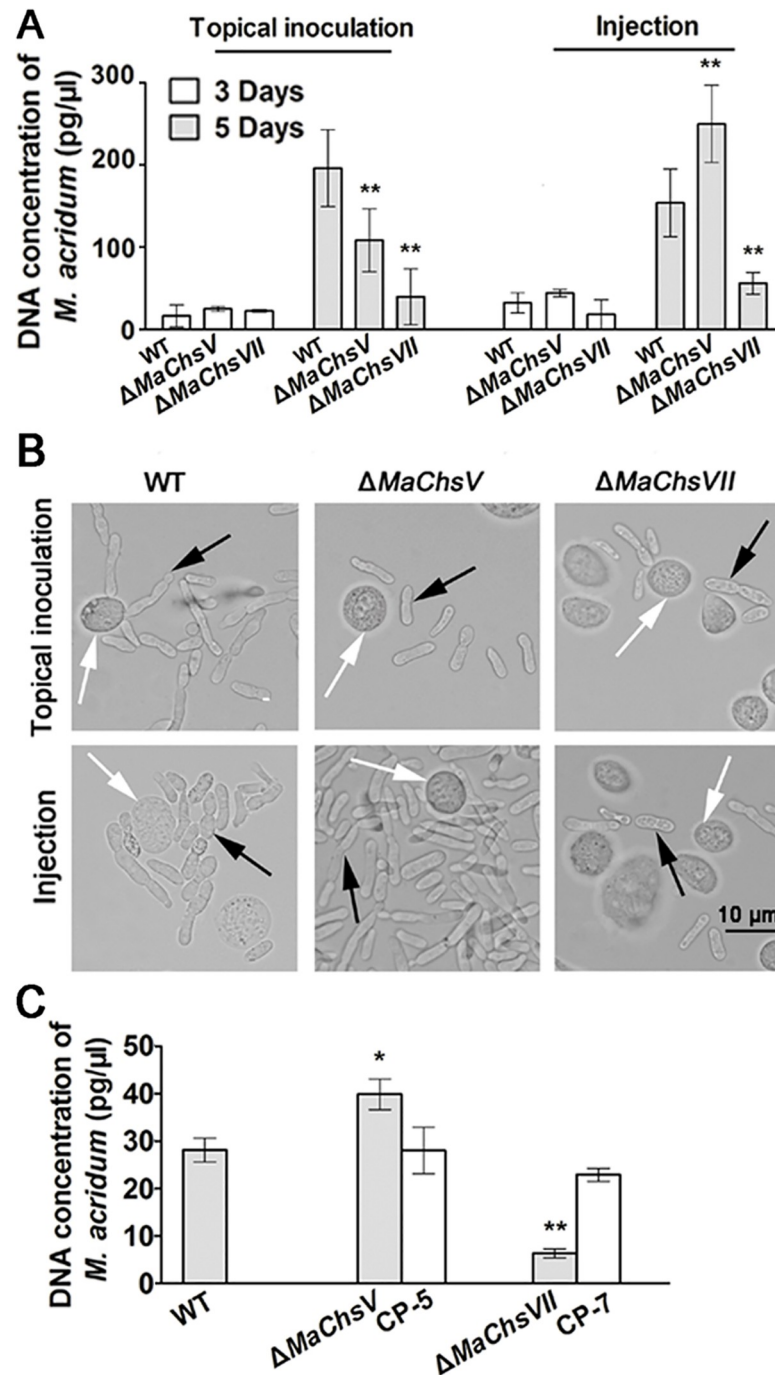 A
Topical inoculation
Injection
DNA concentration of
M. acridum (pg/µl)
300
200
100
0
3 Days
5 Days
**
**
**
**
WT
ΔMaChsV
ΔMaChsVII
WT
ΔMaChsV
ΔMaChsVII
WT
ΔMaChsV
ΔMaChsVII
WT
ΔMaChsV
ΔMaChsVII
B
WT
ΔMaChsV
ΔMaChsVII
Topical inoculation
Injection
10 µm
C
DNA concentration of
M. acridum (pg/µl)
50
40
30
20
10
0
*
**
WT
ΔMaChsV
CP-5
ΔMaChsVII
CP-7